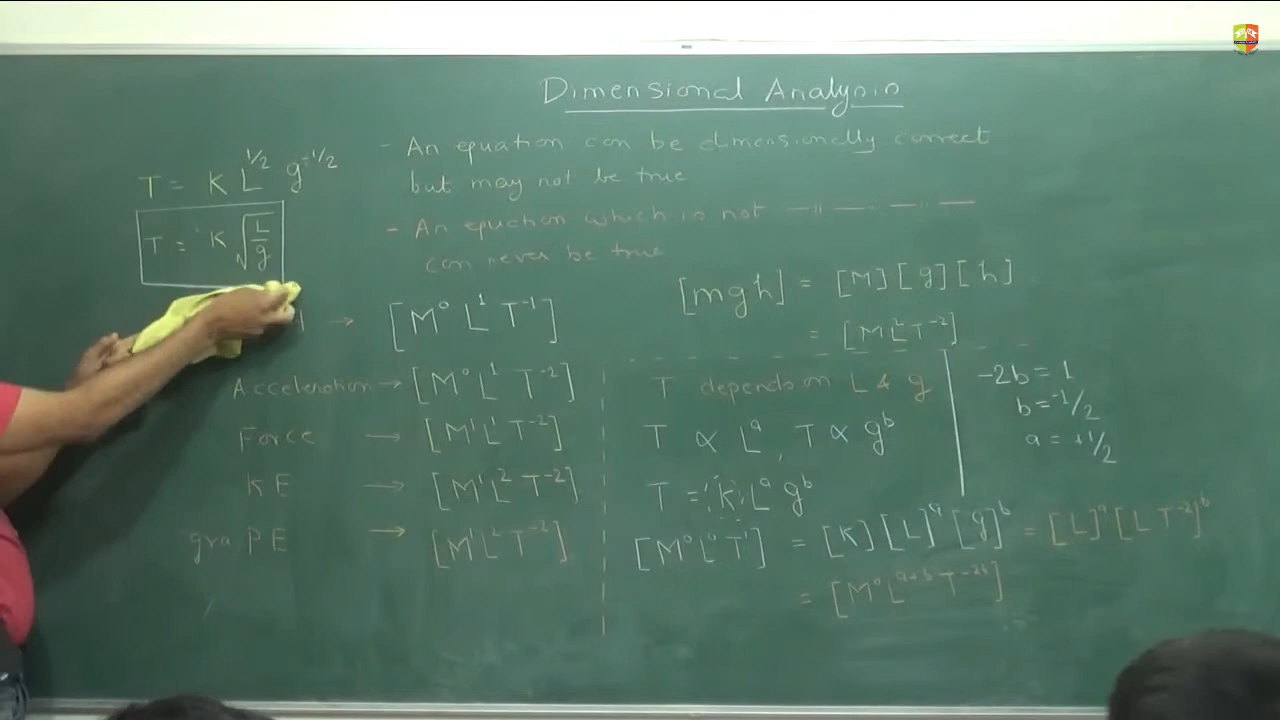 Dimensional Analysis
- An equation can be dimensionally correct
but may not be true
- An equation which is not —"— —"—
can never be true
T = K L^1/2 g^-1/2
T = K √(L/g)
→ [M⁰ L¹ T⁻¹]
Acceleration → [M⁰ L¹ T⁻²]
Force → [M¹ L¹ T⁻²]
KE → [M¹ L² T⁻²]
gra PE → [M¹ L² T⁻²]
[mgh] = [M] [g] [h]
= [M L² T⁻²]
T depends on L & g
T ∝ L^a, T ∝ g^b
T = K L^a g^b
[M⁰ L⁰ T¹] = [K] [L]^a [g]^b = [L]^a [L T⁻²]^b
= [M⁰ L^a+b T^-2b]
-2b = 1
b = -1/2
a = +1/2